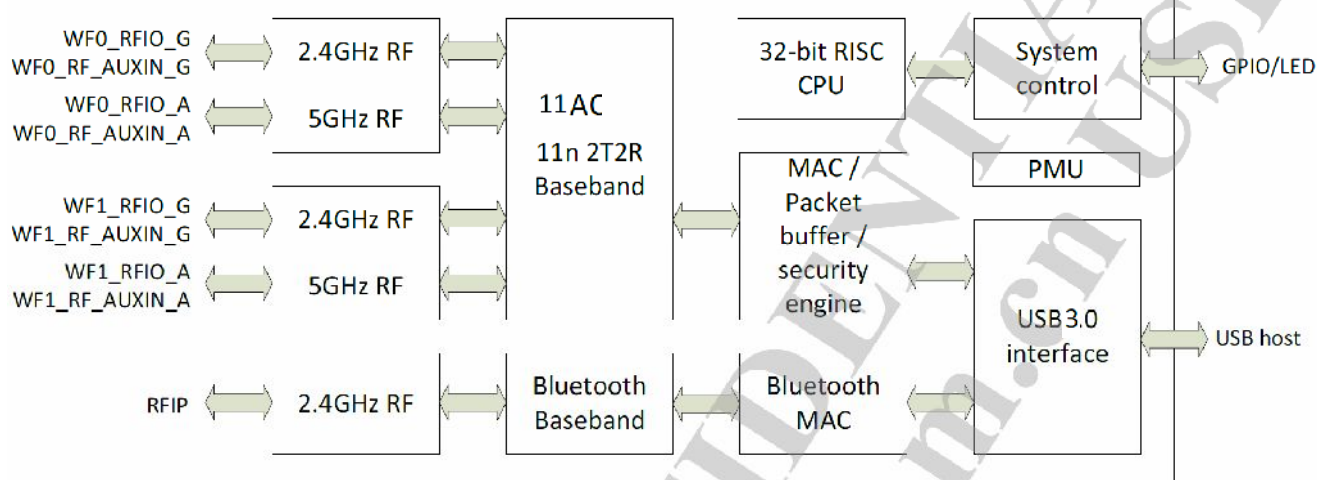 WF0_RFIO_G
WF0_RF_AUXIN_G
2.4GHz RF
WF0_RFIO_A
WF0_RF_AUXIN_A
5GHz RF
WF1_RFIO_G
WF1_RF_AUXIN_G
2.4GHz RF
WF1_RFIO_A
WF1_RF_AUXIN_A
5GHz RF
RFIP
2.4GHz RF
11AC
11n 2T2R
Baseband
Bluetooth
Baseband
32-bit RISC
CPU
MAC /
Packet
buffer /
security
engine
Bluetooth
MAC
System
control
PMU
USB3.0
interface
GPIO/LED
USB host